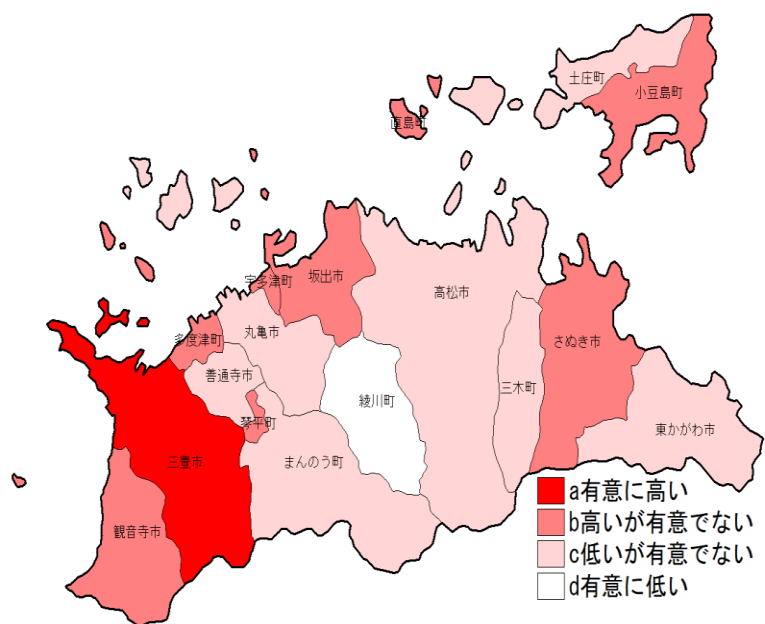 土庄町
小豆島町
直島町
宇多津町
坂出市
高松市
多度津町
丸亀市
さぬき市
善通寺市
三木町
綾川町
琴平町
東かがわ市
三豊市
まんのう町
観音寺市
a有意に高い
b高いが有意でない
c低いが有意でない
d有意に低い